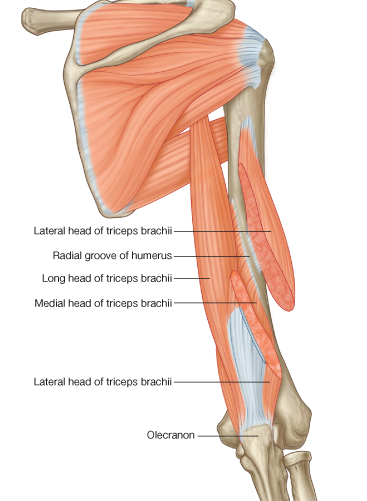 Lateral head of triceps brachii
Radial groove of humerus
Long head of triceps brachii
Medial head of triceps brachii
Lateral head of triceps brachii
Olecranon